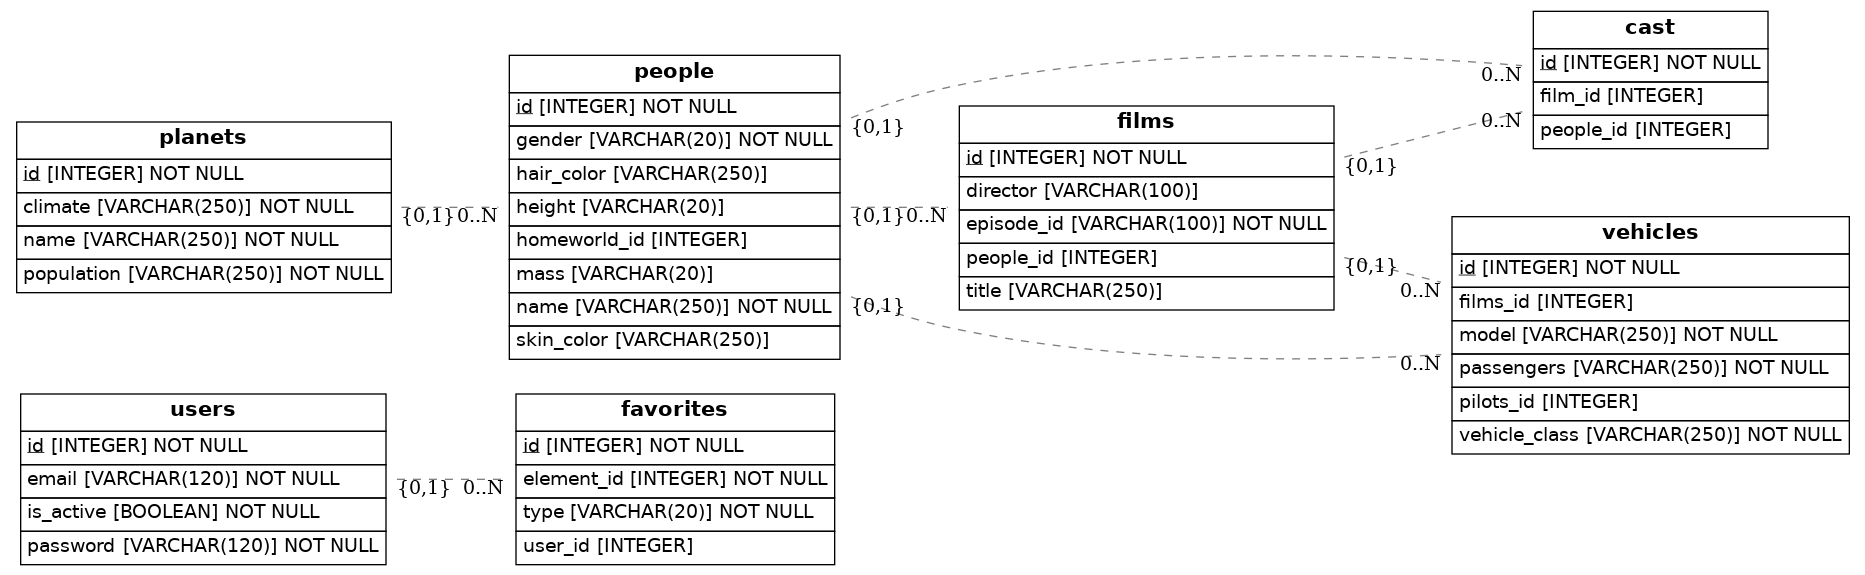 planets
id [INTEGER] NOT NULL
climate [VARCHAR(250)] NOT NULL
name [VARCHAR(250)] NOT NULL
population [VARCHAR(250)] NOT NULL
{0,1}
0..N
people
id [INTEGER] NOT NULL
gender [VARCHAR(20)] NOT NULL
hair_color [VARCHAR(250)]
height [VARCHAR(20)]
homeworld_id [INTEGER]
mass [VARCHAR(20)]
name [VARCHAR(250)] NOT NULL
skin_color [VARCHAR(250)]
{0,1}
{0,1}
0..N
{0,1}
films
id [INTEGER] NOT NULL
director [VARCHAR(100)]
episode_id [VARCHAR(100)] NOT NULL
people_id [INTEGER]
title [VARCHAR(250)]
{0,1}
{0,1}
0..N
0..N
cast
id [INTEGER] NOT NULL
film_id [INTEGER]
people_id [INTEGER]
0..N
0..N
vehicles
id [INTEGER] NOT NULL
films_id [INTEGER]
model [VARCHAR(250)] NOT NULL
passengers [VARCHAR(250)] NOT NULL
pilots_id [INTEGER]
vehicle_class [VARCHAR(250)] NOT NULL
users
id [INTEGER] NOT NULL
email [VARCHAR(120)] NOT NULL
is_active [BOOLEAN] NOT NULL
password [VARCHAR(120)] NOT NULL
{0,1}
0..N
favorites
id [INTEGER] NOT NULL
element_id [INTEGER] NOT NULL
type [VARCHAR(20)] NOT NULL
user_id [INTEGER]